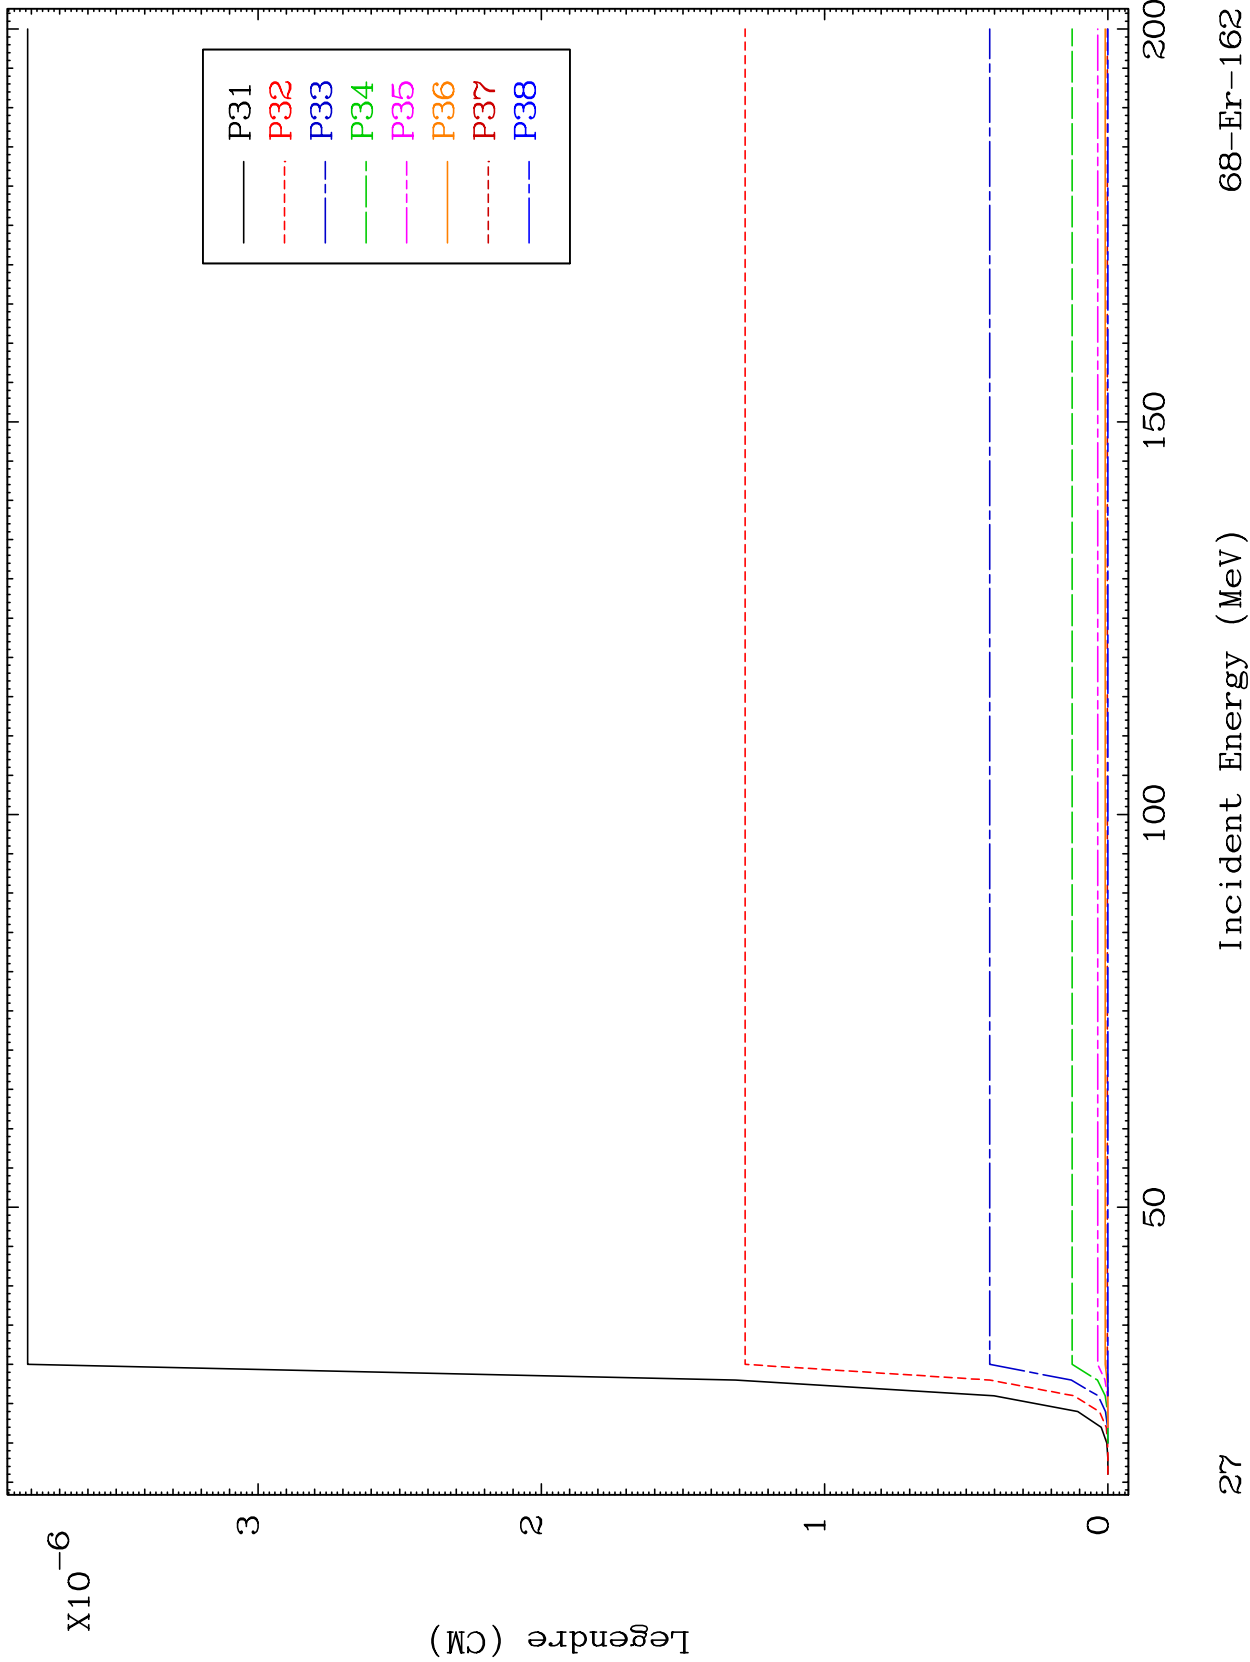 X10-6
Legendre (CM)
3
2
1
0
P31
P32
P33
P34
P35
P36
P37
P38
50
100
150
200
27
Incident Energy (MeV)
68-Er-162